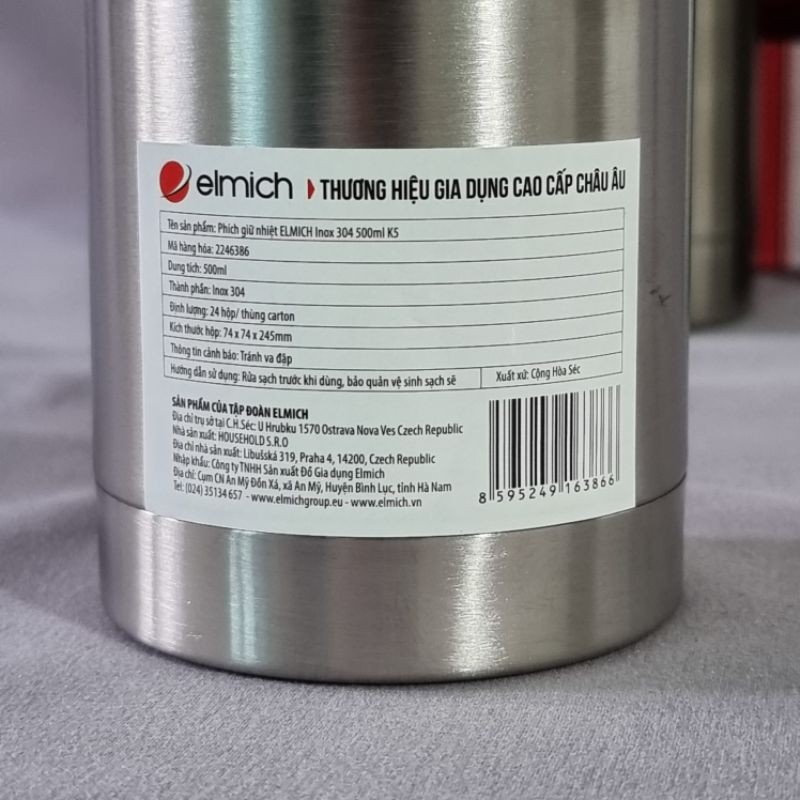 elmich THƯƠNG HIỆU GIA DỤNG CAO CẤP CHÂU ÂU
Tên sản phẩm: Phích giữ nhiệt ELMICH Inox 304 500ml K5
Mã hàng hóa: 2246386
Dung tích: 500ml
Thành phần: Inox 304
Định lượng: 24 hộp/ thùng carton
Kích thước hộp: 74 x 74 x 245mm
Thông tin cảnh báo: Tránh va đập
Hướng dẫn sử dụng: Rửa sạch trước khi dùng, bảo quản vệ sinh sạch sẽ
Xuất xứ: Cộng Hòa Séc
SẢN PHẨM CỦA TẬP ĐOÀN ELMICH
Địa chỉ trụ sở tại C.H.Séc: U Hrubku 1570 Ostrava Nova Ves Czech Republic
Nhà sản xuất: HOUSEHOLD S.R.O
Địa chỉ nhà sản xuất: Libušská 319, Praha 4, 14200, Czech Republic
Nhập khẩu: Công ty TNHH Sản xuất Đồ Gia dụng Elmich
Địa chỉ: Cụm CN An Mỹ Đồn Xá, xã An Mỹ, Huyện Bình Lục, tỉnh Hà Nam
Tel: (024) 35134 657 - www.elmichgroup.eu - www.elmich.vn
8 595249 163866